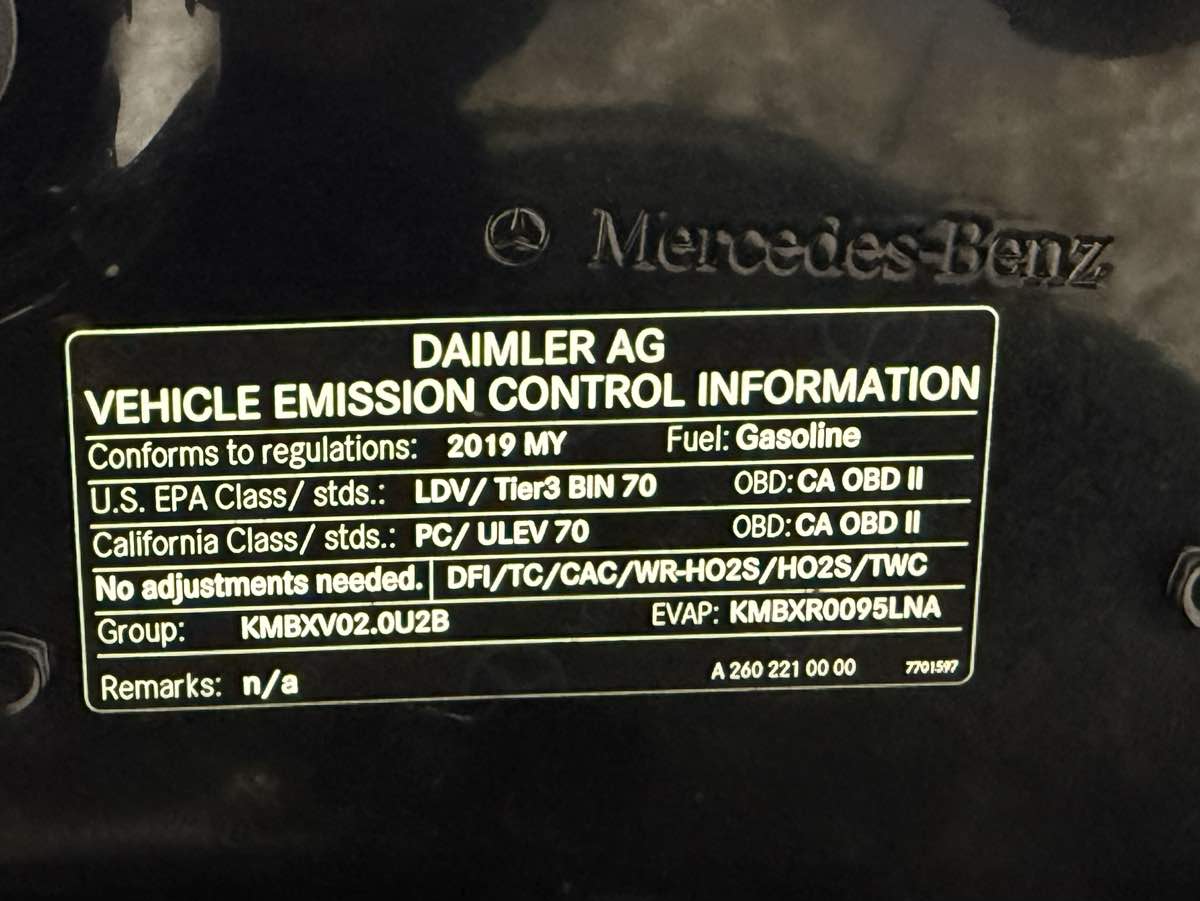 Mercedes-Benz
DAIMLER AG
VEHICLE EMISSION CONTROL INFORMATION
Conforms to regulations: 2019 MY Fuel: Gasoline
U.S. EPA Class/ stds.: LDV/ Tier3 BIN 70 OBD: CA OBD II
California Class/ stds.: PC/ ULEV 70 OBD: CA OBD II
No adjustments needed. DFI/TC/CAC/WR-HO2S/HO2S/TWC
Group: KMBXV02.0U2B EVAP: KMBXR0095LNA
Remarks: n/a A 260 221 00 00 7701597